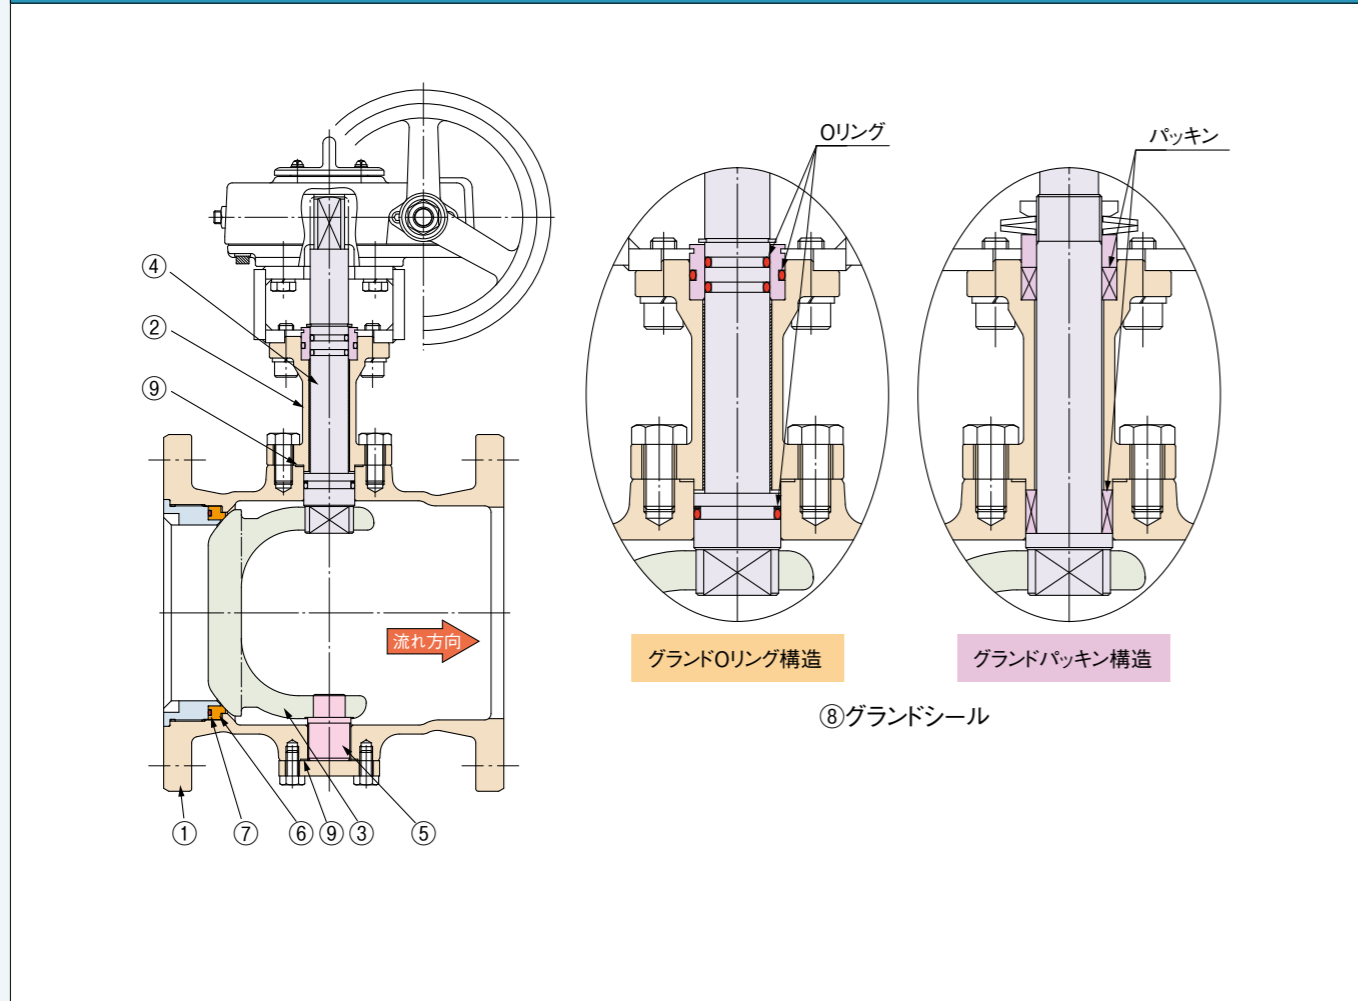 Oリング
パッキン
④
②
⑨
流れ方向
グランドOリング構造
グランドパッキン構造
⑧グランドシール
① ⑦ ⑥ ⑨ ③ ⑤